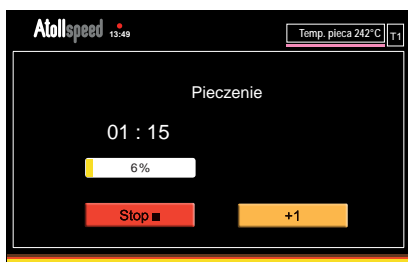 Atollspeed 13:49 Temp. pieca 242°C T1
Pieczenie
01 : 15
6%
Stop +1